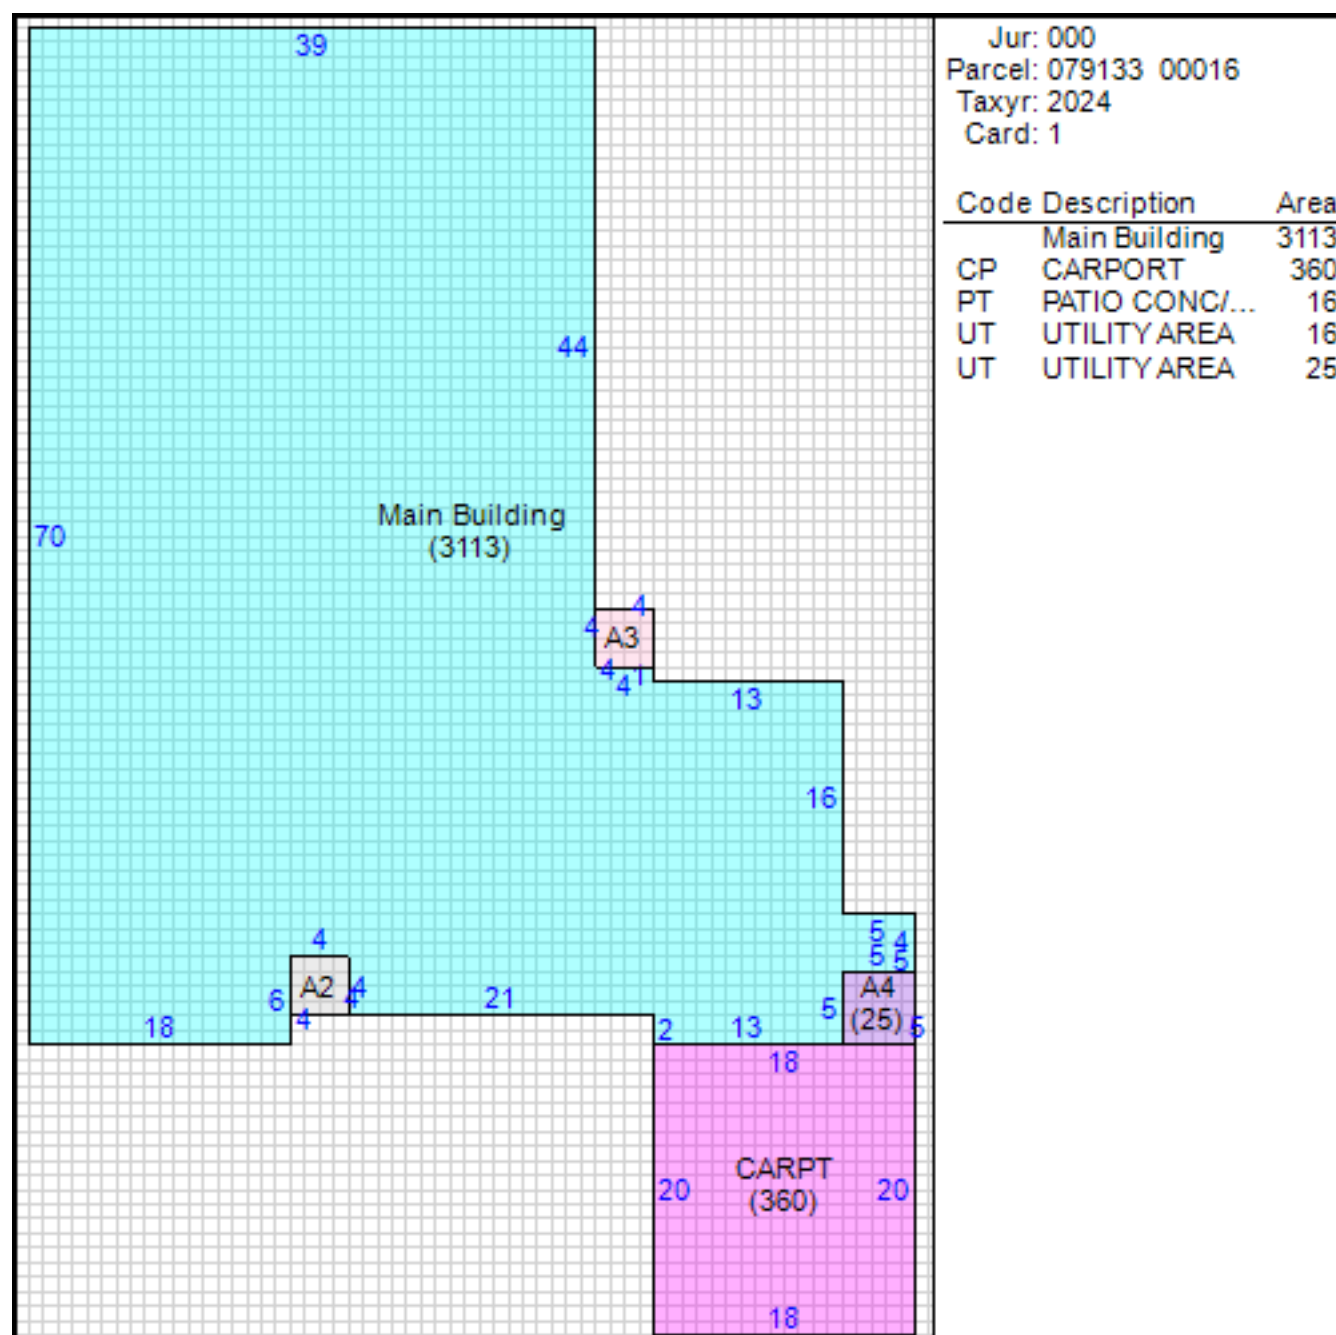 39
44
Main Building
(3113)
70
4
4
A3
4
4
1
13
16
5
4
5
5
4
A2
4
4
6
4
21
18
A4
(25)
5
5
2
13
18
CARPT
(360)
20
20
18
Jur: 000
Parcel: 079133 00016
Taxyr: 2024
Card: 1
Code Description Area
Main Building 3113
CP CARPORT 360
PT PATIO CONC/... 16
UT UTILITY AREA 16
UT UTILITY AREA 25